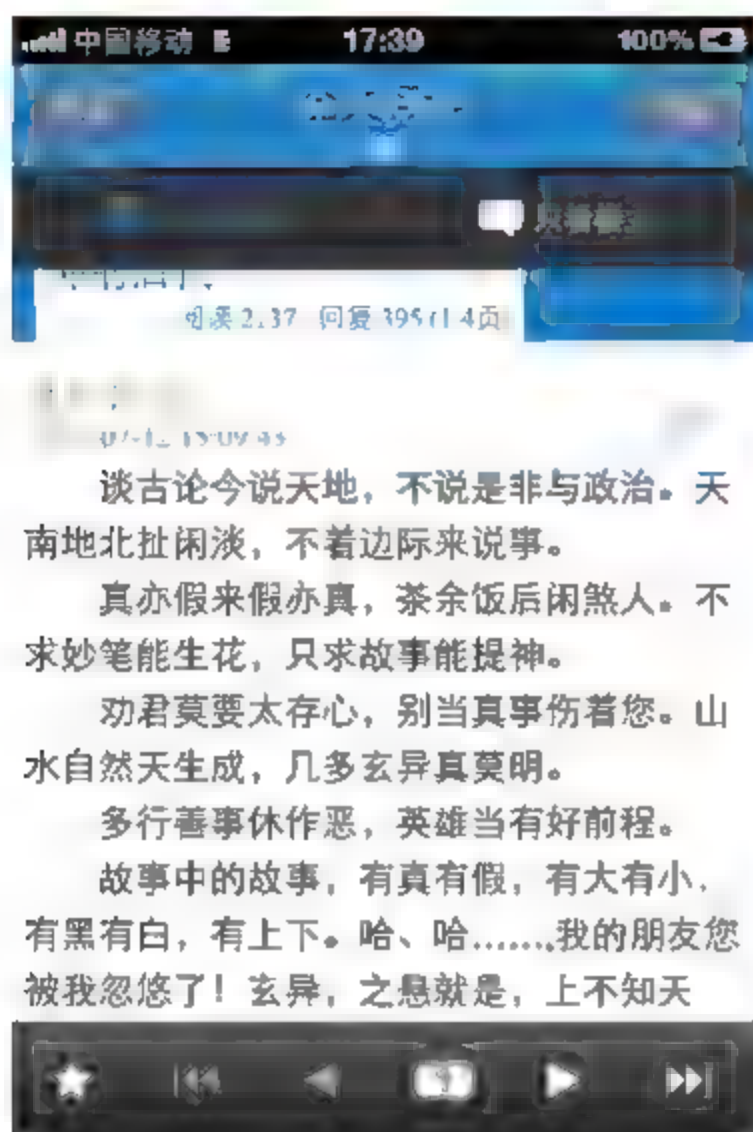 中国移动 E 17:39 100%
回复 395
谈古论今说天地，不说是非与政治。天
南地北扯闲淡，不着边际来说事。
真亦假来假亦真，茶余饭后闲煞人。不
求妙笔能生花，只求故事能提神。
劝君莫要太存心，别当真事伤着您。山
水自然天生成，几多玄异真莫明。
多行善事休作恶，英雄当有好前程。
故事中的故事，有真有假，有大有小，
有黑有白，有上下。哈、哈.......我的朋友您
被我忽悠了！玄异，之悬就是，上不知天